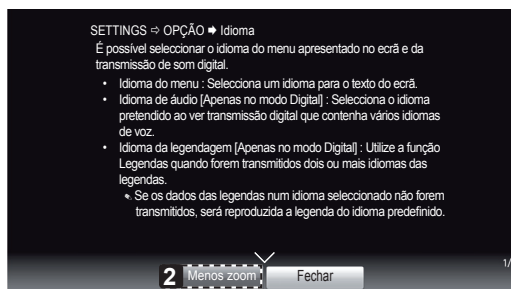 SETTINGS ⇨ OPÇÃO ➡ Idioma
É possível seleccionar o idioma do menu apresentado no ecrã e da
transmissão de som digital.
• Idioma do menu : Selecciona um idioma para o texto do ecrã.
• Idioma de áudio [Apenas no modo Digital] : Selecciona o idioma
pretendido ao ver transmissão digital que contenha vários idiomas
de voz.
• Idioma da legendagem [Apenas no modo Digital] : Utilize a função
Legendas quando forem transmitidos dois ou mais idiomas das
legendas.
Se os dados das legendas num idioma seleccionado não forem
transmitidos, será reproduzida a legenda do idioma predefinido.
1/
2 Menos zoom Fechar